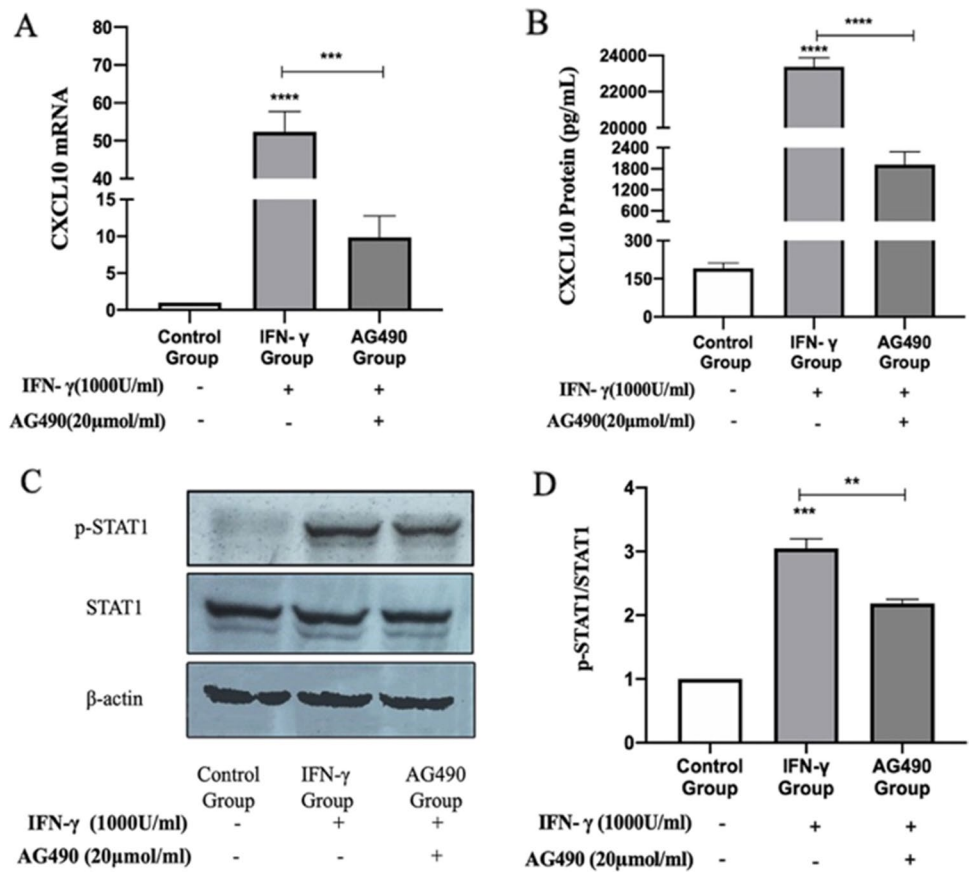 A
CXCL10 mRNA
80
70
60
50
40
15
10
5
0
***
****
Control Group
IFN- γ Group
AG490 Group
IFN- γ(1000U/ml) - + +
AG490(20μmol/ml) - - +
B
CXCL10 Protein (pg/mL)
24000
22000
20000
2400
1800
1200
600
300
150
0
****
****
Control Group
IFN- γ Group
AG490 Group
IFN- γ(1000U/ml) - + +
AG490(20μmol/ml) - - +
C
p-STAT1
STAT1
β-actin
Control Group
IFN-γ Group
AG490 Group
IFN-γ (1000U/ml) - + +
AG490 (20μmol/ml) - - +
D
p-STAT1/STAT1
4
3
2
1
0
**
***
Control Group
IFN-γ Group
AG490 Group
IFN- γ (1000U/ml) - + +
AG490 (20μmol/ml) - - +